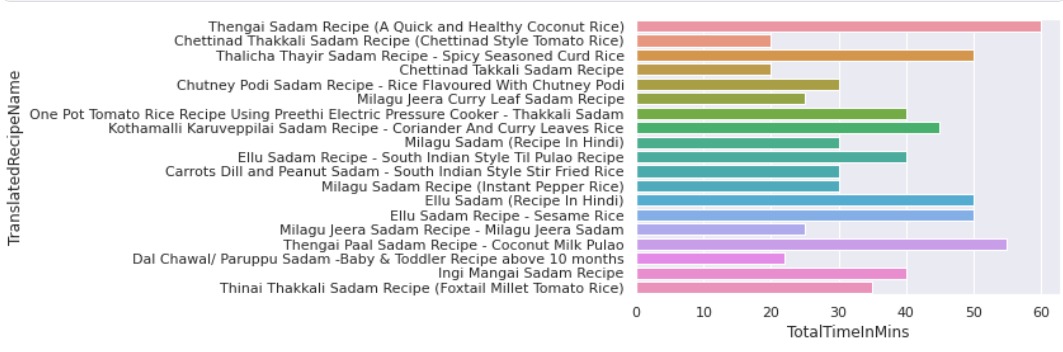 TranslatedRecipeName
Thengai Sadam Recipe (A Quick and Healthy Coconut Rice)
Chettinad Thakkali Sadam Recipe (Chettinad Style Tomato Rice)
Thalicha Thayir Sadam Recipe - Spicy Seasoned Curd Rice
Chettinad Takkali Sadam Recipe
Chutney Podi Sadam Recipe - Rice Flavoured With Chutney Podi
Milagu Jeera Curry Leaf Sadam Recipe
One Pot Tomato Rice Recipe Using Preethi Electric Pressure Cooker - Thakkali Sadam
Kothamalli Karuveppilai Sadam Recipe - Coriander And Curry Leaves Rice
Milagu Sadam (Recipe In Hindi)
Ellu Sadam Recipe - South Indian Style Til Pulao Recipe
Carrots Dill and Peanut Sadam - South Indian Style Stir Fried Rice
Milagu Sadam Recipe (Instant Pepper Rice)
Ellu Sadam (Recipe In Hindi)
Ellu Sadam Recipe - Sesame Rice
Milagu Jeera Sadam Recipe - Milagu Jeera Sadam
Thengai Paal Sadam Recipe - Coconut Milk Pulao
Dal Chawal/ Paruppu Sadam -Baby & Toddler Recipe above 10 months
Ingi Mangai Sadam Recipe
Thinai Thakkali Sadam Recipe (Foxtail Millet Tomato Rice)
0 10 20 30 40 50 60
TotalTimeInMins